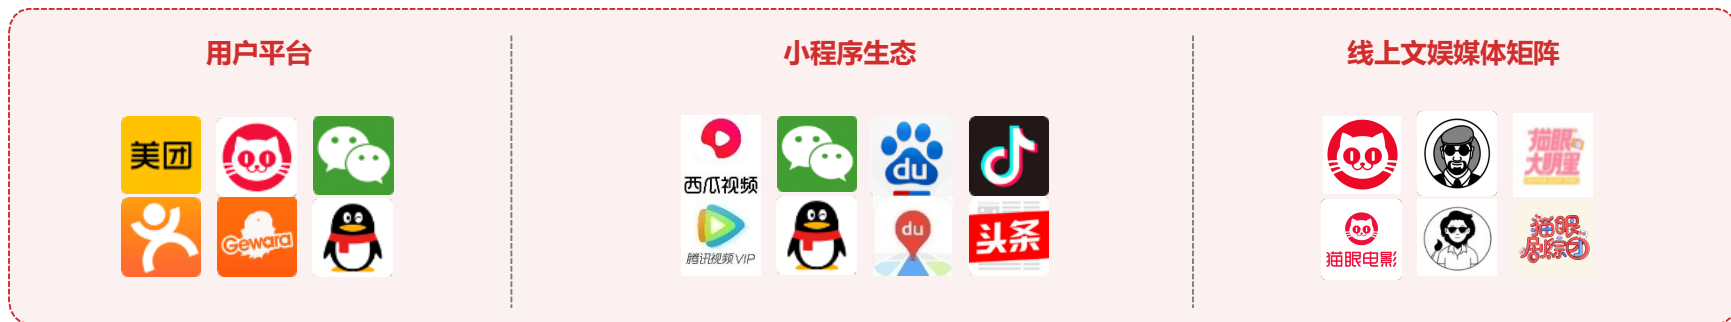 用户平台
小程序生态
线上文娱媒体矩阵
美团
Gewara
西瓜视频
du
腾讯视频VIP
du
头条
猫眼
大明星
猫眼电影
猫眼
剧综团